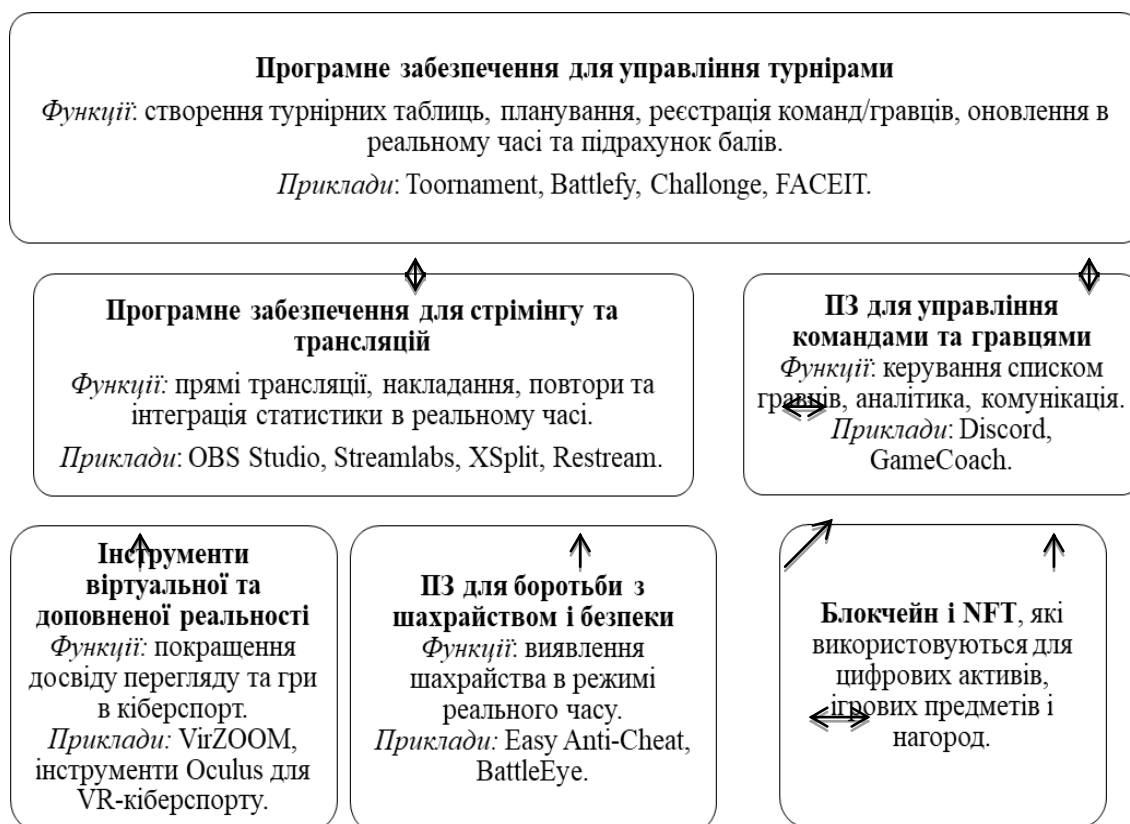 Програмне забезпечення для управління турнірами
Функції: створення турнірних таблиць, планування, реєстрація команд/гравців, оновлення в
реальному часі та підрахунок балів.
Приклади: Toornament, Battlefy, Challonge, FACEIT.
Програмне забезпечення для стрімінгу та
трансляцій
Функції: прямі трансляції, накладання, повтори та
інтеграція статистики в реальному часі.
Приклади: OBS Studio, Streamlabs, XSplit, Restream.
ПЗ для управління
командами та гравцями
Функції: керування списком
гравців, аналітика, комунікація.
Приклади: Discord,
GameCoach.
Інструменти
віртуальної та
доповненої реальності
Функції: покращення
досвіду перегляду та гри
в кіберспорт.
Приклади: VirZOOM,
інструменти Oculus для
VR-кіберспорту.
ПЗ для боротьби з
шахрайством і безпеки
Функції: виявлення
шахрайства в режимі
реального часу.
Приклади: Easy Anti-Cheat,
BattleEye.
Блокчейн і NFT, які
використовуються для
цифрових активів,
ігрових предметів і
нагород.